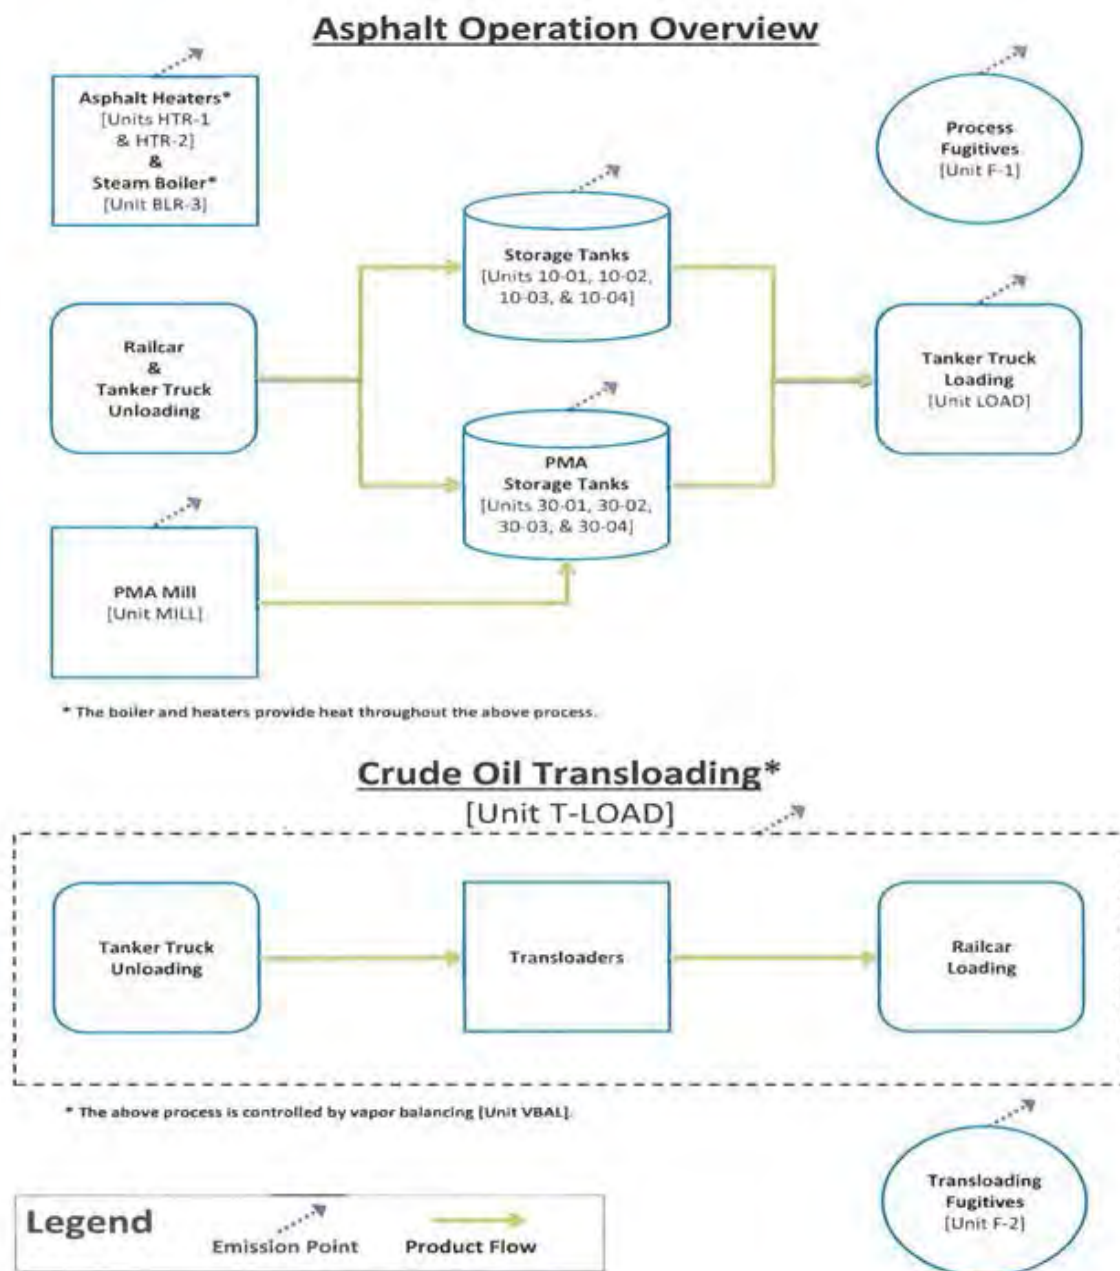 Asphalt Operation Overview
Asphalt Heaters*
[Units HTR-1
& HTR-2]
&
Steam Boiler*
[Unit BLR-3]
Process
Fugitives
[Unit F-1]
Storage Tanks
[Units 10-01, 10-02,
10-03, & 10-04]
Railcar
&
Tanker Truck
Unloading
Tanker Truck
Loading
[Unit LOAD]
PMA
Storage Tanks
[Units 30-01, 30-02,
30-03, & 30-04]
PMA Mill
[Unit MILL]
* The boiler and heaters provide heat throughout the above process.
Crude Oil Transloading*
[Unit T-LOAD]
Tanker Truck
Unloading
Transloaders
Railcar
Loading
* The above process is controlled by vapor balancing [Unit VBAL].
Transloading
Fugitives
[Unit F-2]
Legend
Emission Point
Product Flow